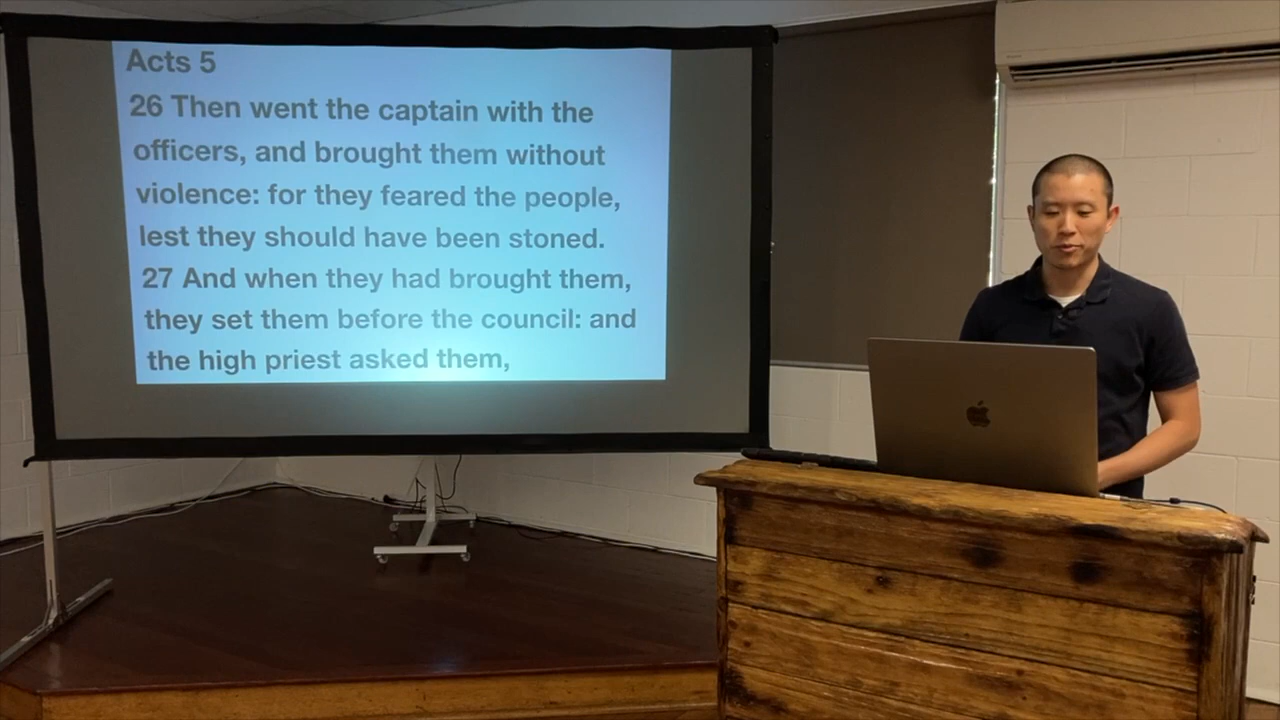 Acts 5
26 Then went the captain with the
officers, and brought them without
violence: for they feared the people,
lest they should have been stoned.
27 And when they had brought them,
they set them before the council: and
the high priest asked them,